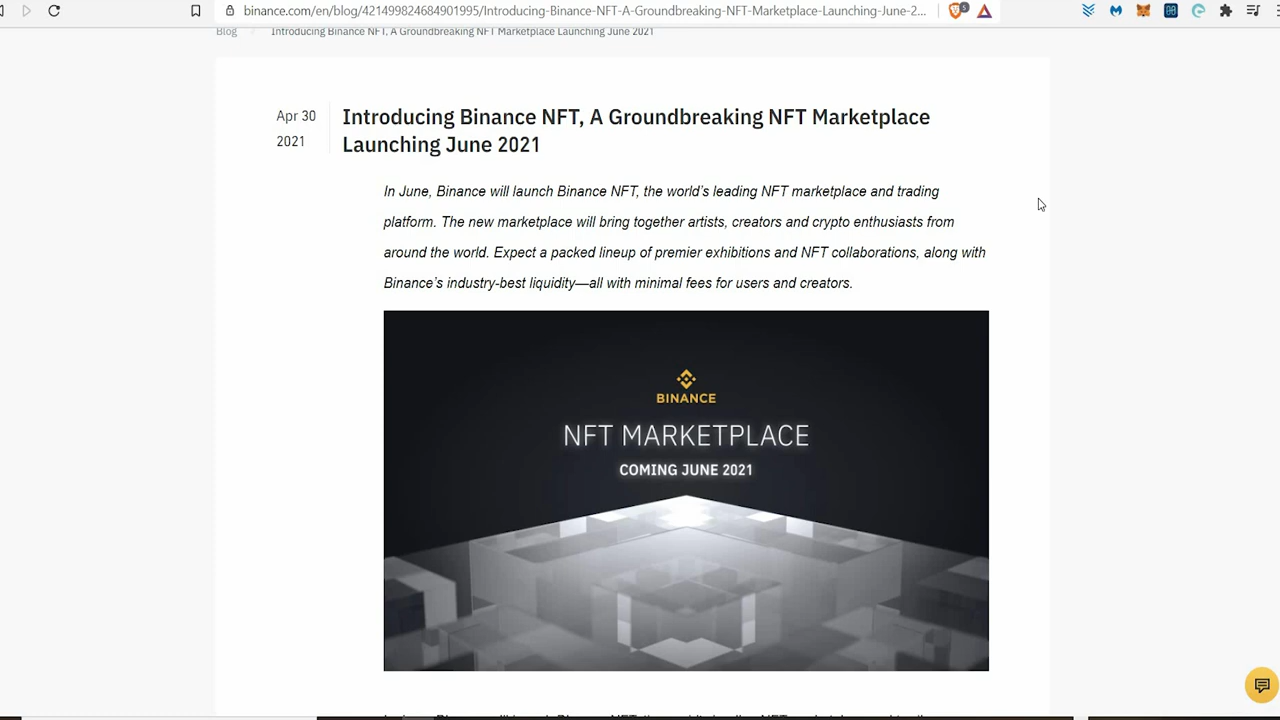 binance.com/en/blog/421499824684901995/Introducing-Binance-NFT-A-Groundbreaking-NFT-Marketplace-Launching-June-2...
5
Blog Introducing Binance NFT, A Groundbreaking NFT Marketplace Launching June 2021
Apr 30
2021
Introducing Binance NFT, A Groundbreaking NFT Marketplace
Launching June 2021
In June, Binance will launch Binance NFT, the world's leading NFT marketplace and trading
platform. The new marketplace will bring together artists, creators and crypto enthusiasts from
around the world. Expect a packed lineup of premier exhibitions and NFT collaborations, along with
Binance's industry-best liquidity—all with minimal fees for users and creators.
BINANCE
NFT MARKETPLACE
COMING JUNE 2021